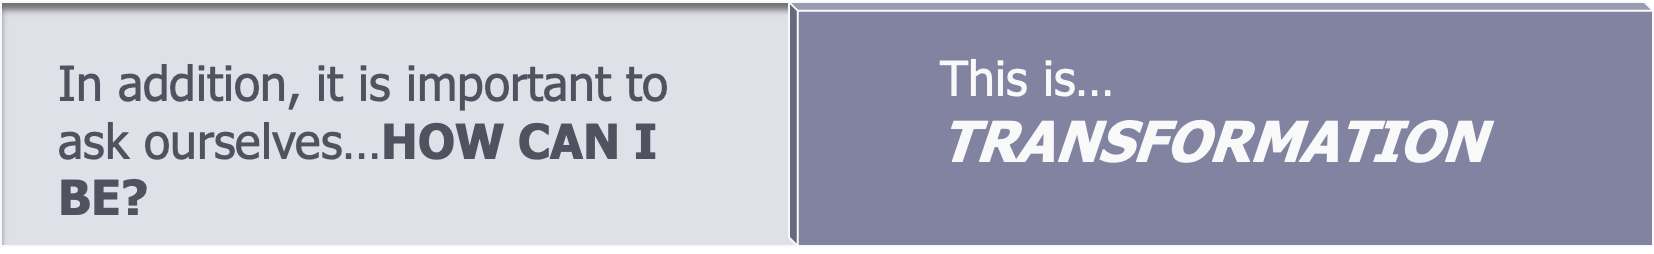 In addition, it is important to
ask ourselves...HOW CAN I
BE?
This is...
TRANSFORMATION